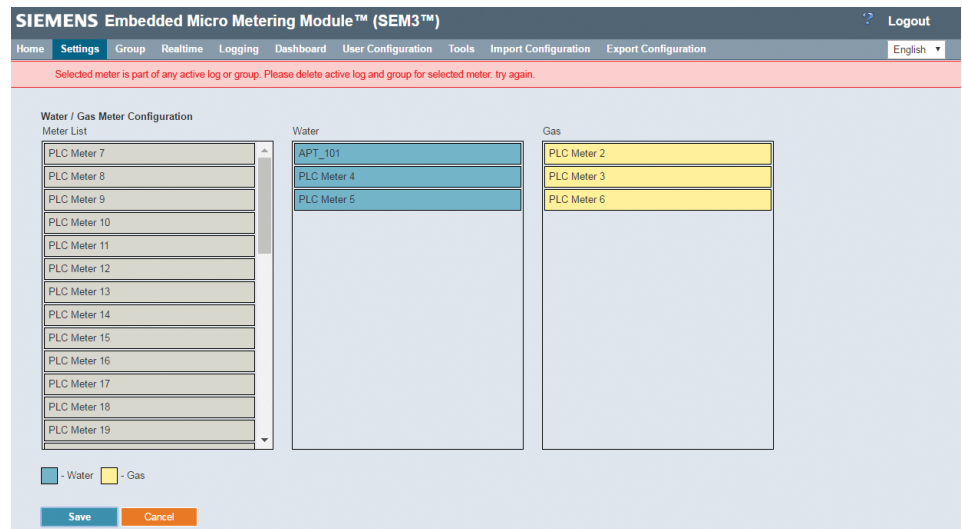 SIEMENS Embedded Micro Metering Module™ (SEM3™)
? Logout
Home Settings Group Realtime Logging Dashboard User Configuration Tools Import Configuration Export Configuration English
Selected meter is part of any active log or group. Please delete active log and group for selected meter. try again.
Water / Gas Meter Configuration
Meter List
PLC Meter 7
PLC Meter 8
PLC Meter 9
PLC Meter 10
PLC Meter 11
PLC Meter 12
PLC Meter 13
PLC Meter 14
PLC Meter 15
PLC Meter 16
PLC Meter 17
PLC Meter 18
PLC Meter 19
Water
APT_101
PLC Meter 4
PLC Meter 5
Gas
PLC Meter 2
PLC Meter 3
PLC Meter 6
- Water - Gas
Save Cancel